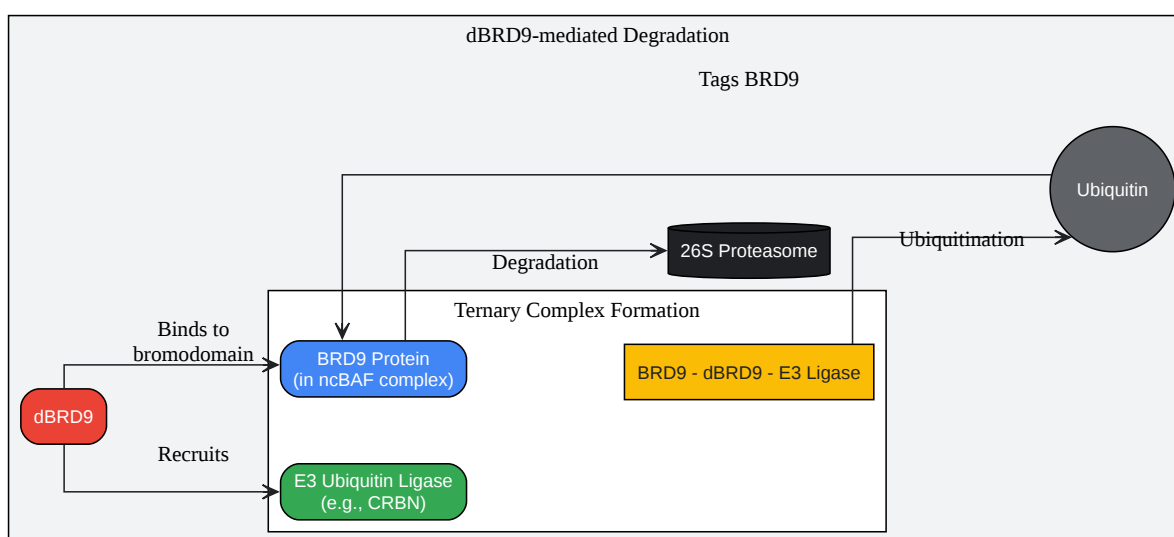 dBRD9-mediated Degradation
Tags BRD9
Ubiquitin
26S Proteasome
Ubiquitination
Degradation
Ternary Complex Formation
Binds to
bromodomain
BRD9 Protein
(in ncBAF complex)
BRD9 - dBRD9 - E3 Ligase
dBRD9
Recruits
E3 Ubiquitin Ligase
(e.g., CRBN)